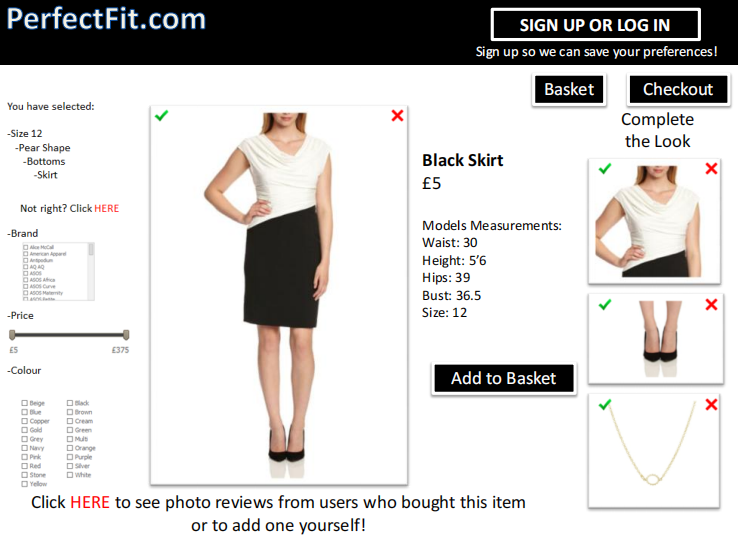 PerfectFit.com
SIGN UP OR LOG IN
Sign up so we can save your preferences!
Basket
Checkout
You have selected:
-Size 12
-Pear Shape
-Bottoms
-Skirt
Not right? Click HERE
-Brand
Alice McCall
American Apparel
Antipodium
AQ AQ
ASOS
ASOS Africa
ASOS Curve
ASOS Maternity
ASOS Petite
-Price
£5 £375
-Colour
Beige Black
Blue Brown
Copper Cream
Gold Green
Grey Multi
Navy Orange
Pink Purple
Red Silver
Stone White
Yellow
Black Skirt
£5
Models Measurements:
Waist: 30
Height: 5’6
Hips: 39
Bust: 36.5
Size: 12
Add to Basket
Complete
the Look
Click HERE to see photo reviews from users who bought this item
or to add one yourself!